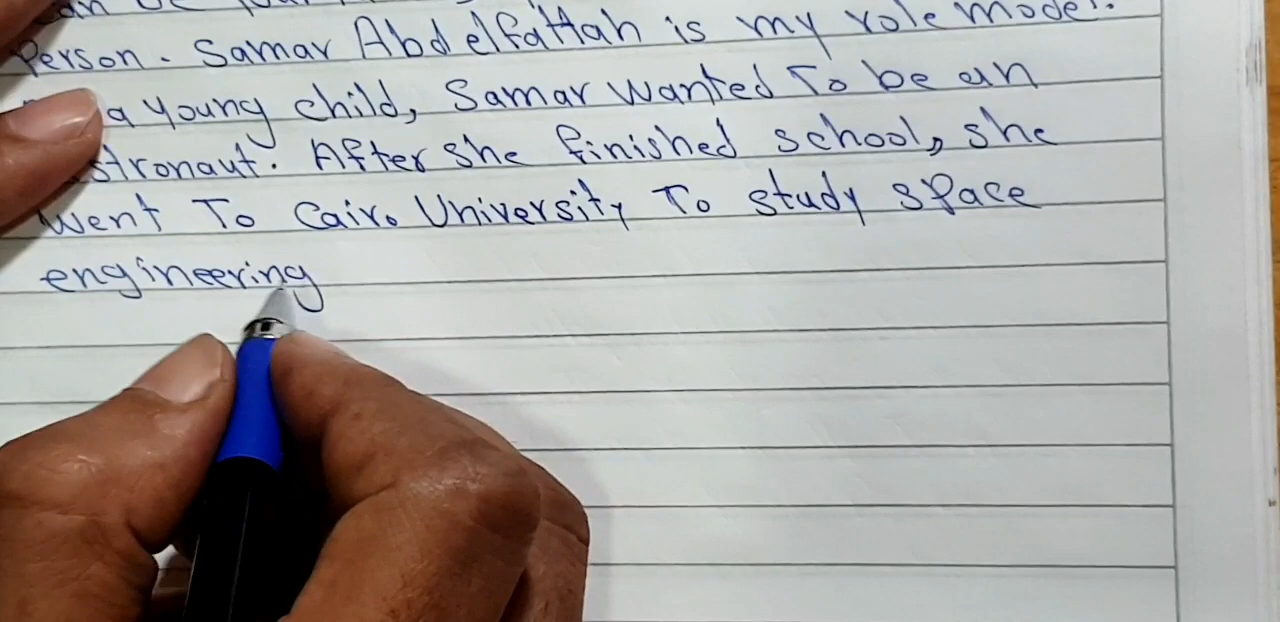 Person. Samar Abdelfattah is my role model.
a young child, Samar wanted To be an
stronaut. After she finished school, she
went To Cairo University To study space
engineering